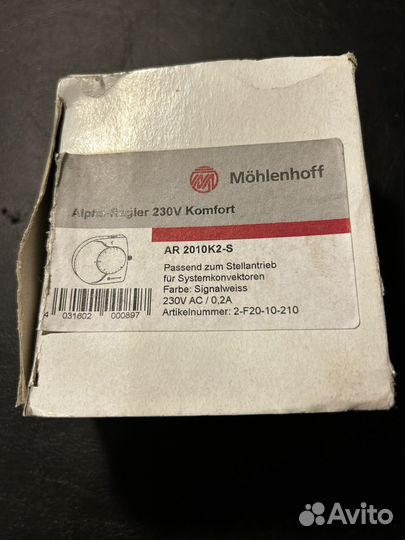 Möhlenhoff
Alpha-Regler 230V Komfort
AR 2010K2-S
Passend zum Stellantrieb
für Systemkonvektoren
Farbe: Signalweiss
230V AC / 0,2A
Artikelnummer: 2-F20-10-210
4 031602 000897
Avito